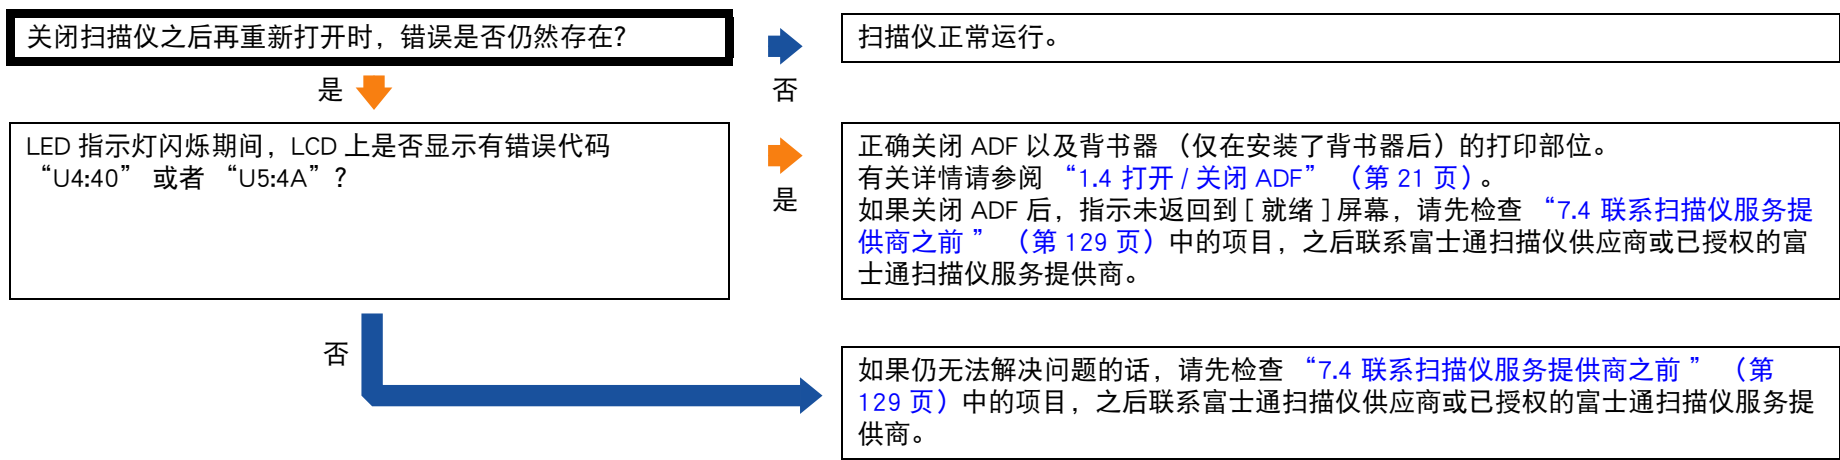 关闭扫描仪之后再重新打开时，错误是否仍然存在？
否
扫描仪正常运行。
是
LED 指示灯闪烁期间，LCD 上是否显示有错误代码
“U4:40” 或者 “U5:4A”？
是
正确关闭 ADF 以及背书器 （仅在安装了背书器后）的打印部位。
有关详情请参阅 “1.4 打开 / 关闭 ADF” （第 21 页）。
如果关闭 ADF 后，指示未返回到 [ 就绪 ] 屏幕，请先检查 “7.4 联系扫描仪服务提
供商之前 ” （第 129 页）中的项目，之后联系富士通扫描仪供应商或已授权的富
士通扫描仪服务提供商。
否
如果仍无法解决问题的话，请先检查 “7.4 联系扫描仪服务提供商之前 ” （第
129 页）中的项目，之后联系富士通扫描仪供应商或已授权的富士通扫描仪服务提
供商。